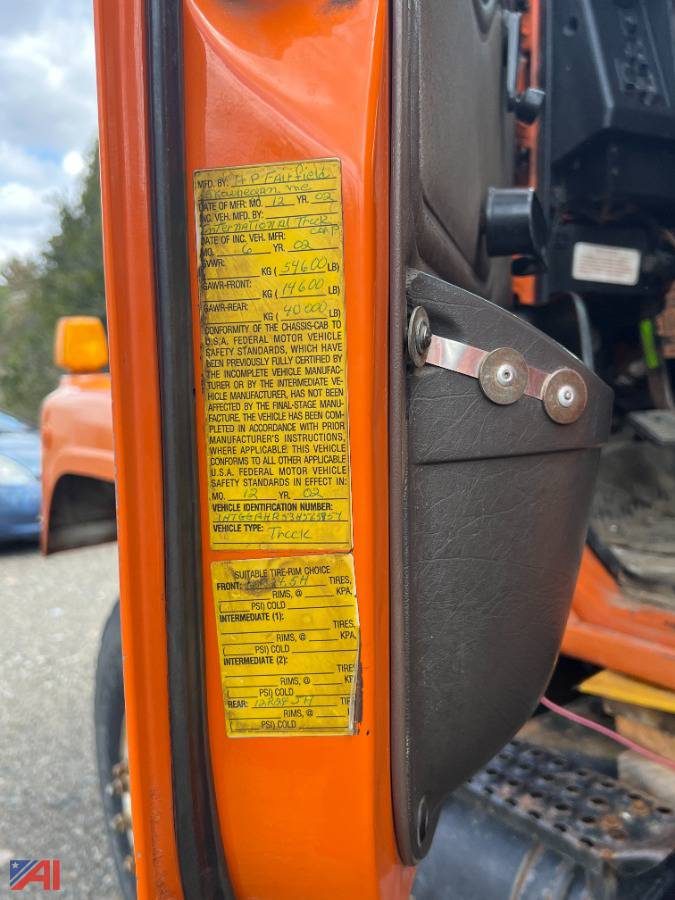 MFD. BY: H P Fairfield
Skowhegan, me
DATE OF MFR: MO. 12 YR. 02
INC. VEH. MFD. BY:
International Truck
Corp
DATE OF INC. VEH. MFR:
MO. 6 YR. 02
GVWR:
KG (54600 LB)
GAWR-FRONT:
KG (14600 LB)
GAWR-REAR:
KG (40000 LB)
CONFORMITY OF THE CHASSIS-CAB TO
U.S.A. FEDERAL MOTOR VEHICLE
SAFETY STANDARDS, WHICH HAVE
BEEN PREVIOUSLY FULLY CERTIFIED BY
THE INCOMPLETE VEHICLE MANUFAC-
TURER OR BY THE INTERMEDIATE VE-
HICLE MANUFACTURER, HAS NOT BEEN
AFFECTED BY THE FINAL-STAGE MANU-
FACTURE. THE VEHICLE HAS BEEN COM-
PLETED IN ACCORDANCE WITH PRIOR
MANUFACTURER'S INSTRUCTIONS,
WHERE APPLICABLE. THIS VEHICLE
CONFORMS TO ALL OTHER APPLICABLE
U.S.A. FEDERAL MOTOR VEHICLE
SAFETY STANDARDS IN EFFECT IN:
MO. 12 YR. 02
VEHICLE IDENTIFICATION NUMBER:
VEHICLE TYPE: Truck
SUITABLE TIRE-RIM CHOICE
FRONT: TIRES,
RIMS, @ KPA,
( PSI) COLD
INTERMEDIATE (1):
TIRES,
RIMS, @ KPA,
( PSI) COLD
INTERMEDIATE (2):
TIRE
RIMS, @ KP
( PSI) COLD
REAR: TI
RIMS, @
( PSI) COLD
AI